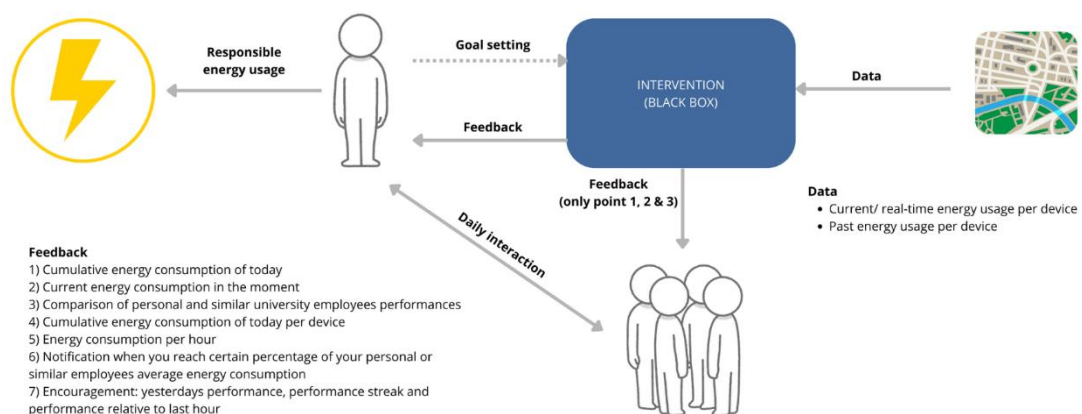 Responsible
energy usage
Goal setting
INTERVENTION
(BLACK BOX)
Data
Feedback
Feedback
(only point 1, 2 & 3)
Daily interaction
Data
• Current/ real-time energy usage per device
• Past energy usage per device
Feedback
1) Cumulative energy consumption of today
2) Current energy consumption in the moment
3) Comparison of personal and similar university employees performances
4) Cumulative energy consumption of today per device
5) Energy consumption per hour
6) Notification when you reach certain percentage of your personal or
similar employees average energy consumption
7) Encouragement: yesterdays performance, performance streak and
performance relative to last hour